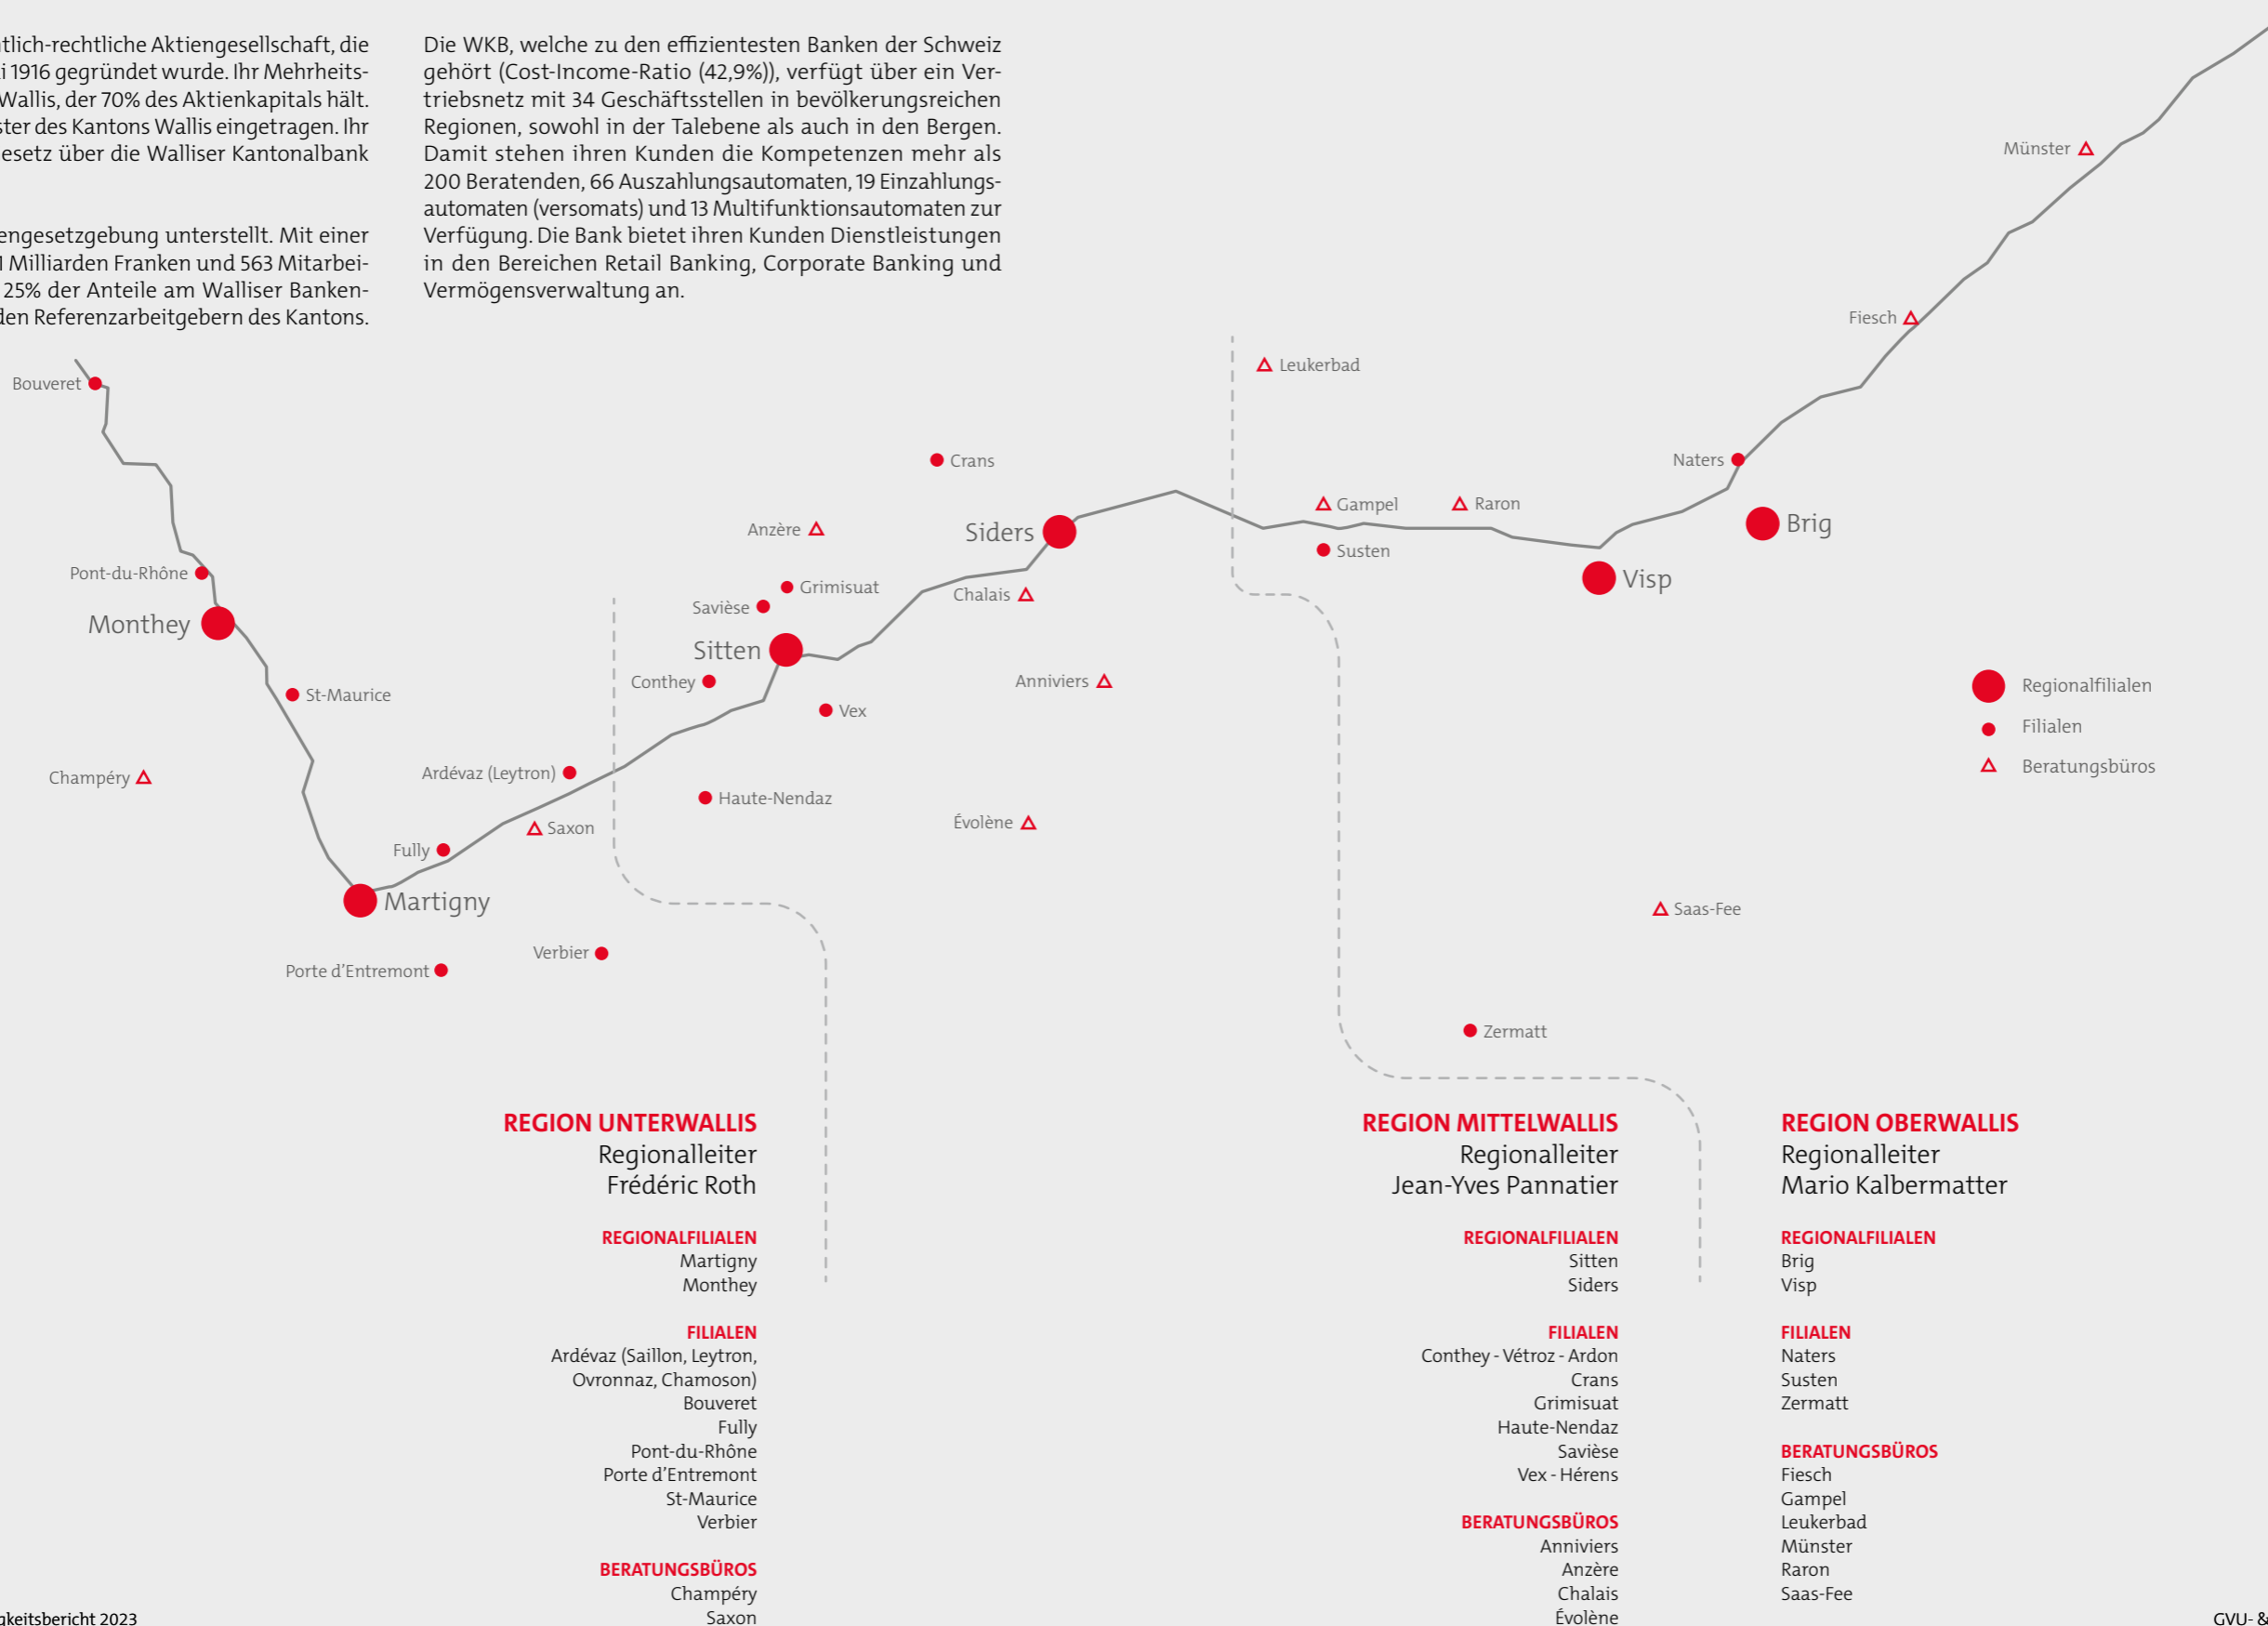 tlich-rechtliche Aktiengesellschaft, die
i 1916 gegründet wurde. Ihr Mehrheits-
Wallis, der 70% des Aktienkapitals hält.
ster des Kantons Wallis eingetragen. Ihr
esetz über die Walliser Kantonalbank
engesetzgebung unterstellt. Mit einer
1 Milliarden Franken und 563 Mitarbei-
25% der Anteile am Walliser Banken-
den Referenzarbeitgebern des Kantons.
Die WKB, welche zu den effizientesten Banken der Schweiz
gehört (Cost-Income-Ratio (42,9%)), verfügt über ein Ver-
triebsnetz mit 34 Geschäftsstellen in bevölkerungsreichen
Regionen, sowohl in der Talebene als auch in den Bergen.
Damit stehen ihren Kunden die Kompetenzen mehr als
200 Beratenden, 66 Auszahlungsautomaten, 19 Einzahlungs-
automaten (versomats) und 13 Multifunktionsautomaten zur
Verfügung. Die Bank bietet ihren Kunden Dienstleistungen
in den Bereichen Retail Banking, Corporate Banking und
Vermögensverwaltung an.
Münster
Fiesch
Leukerbad
Bouveret
Crans
Naters
Gampel
Raron
Anzère
Siders
Brig
Susten
Pont-du-Rhône
Visp
Grimisuat
Chalais
Savièse
Monthey
Sitten
Conthey
Anniviers
St-Maurice
Vex
Regionalfilialen
Filialen
Beratungsbüros
Champéry
Ardévaz (Leytron)
Haute-Nendaz
Évolène
Saxon
Fully
Martigny
Saas-Fee
Verbier
Porte d'Entremont
Zermatt
REGION UNTERWALLIS
Regionalleiter
Frédéric Roth
REGIONALFILIALEN
Martigny
Monthey
FILIALEN
Ardévaz (Saillon, Leytron,
Ovronnaz, Chamoson)
Bouveret
Fully
Pont-du-Rhône
Porte d'Entremont
St-Maurice
Verbier
BERATUNGSBÜROS
Champéry
Saxon
REGION MITTELWALLIS
Regionalleiter
Jean-Yves Pannatier
REGIONALFILIALEN
Sitten
Siders
FILIALEN
Conthey - Vétroz - Ardon
Crans
Grimisuat
Haute-Nendaz
Savièse
Vex - Hérens
BERATUNGSBÜROS
Anniviers
Anzère
Chalais
Évolène
REGION OBERWALLIS
Regionalleiter
Mario Kalbermatter
REGIONALFILIALEN
Brig
Visp
FILIALEN
Naters
Susten
Zermatt
BERATUNGSBÜROS
Fiesch
Gampel
Leukerbad
Münster
Raron
Saas-Fee
gkeitsbericht 2023
GVU- &